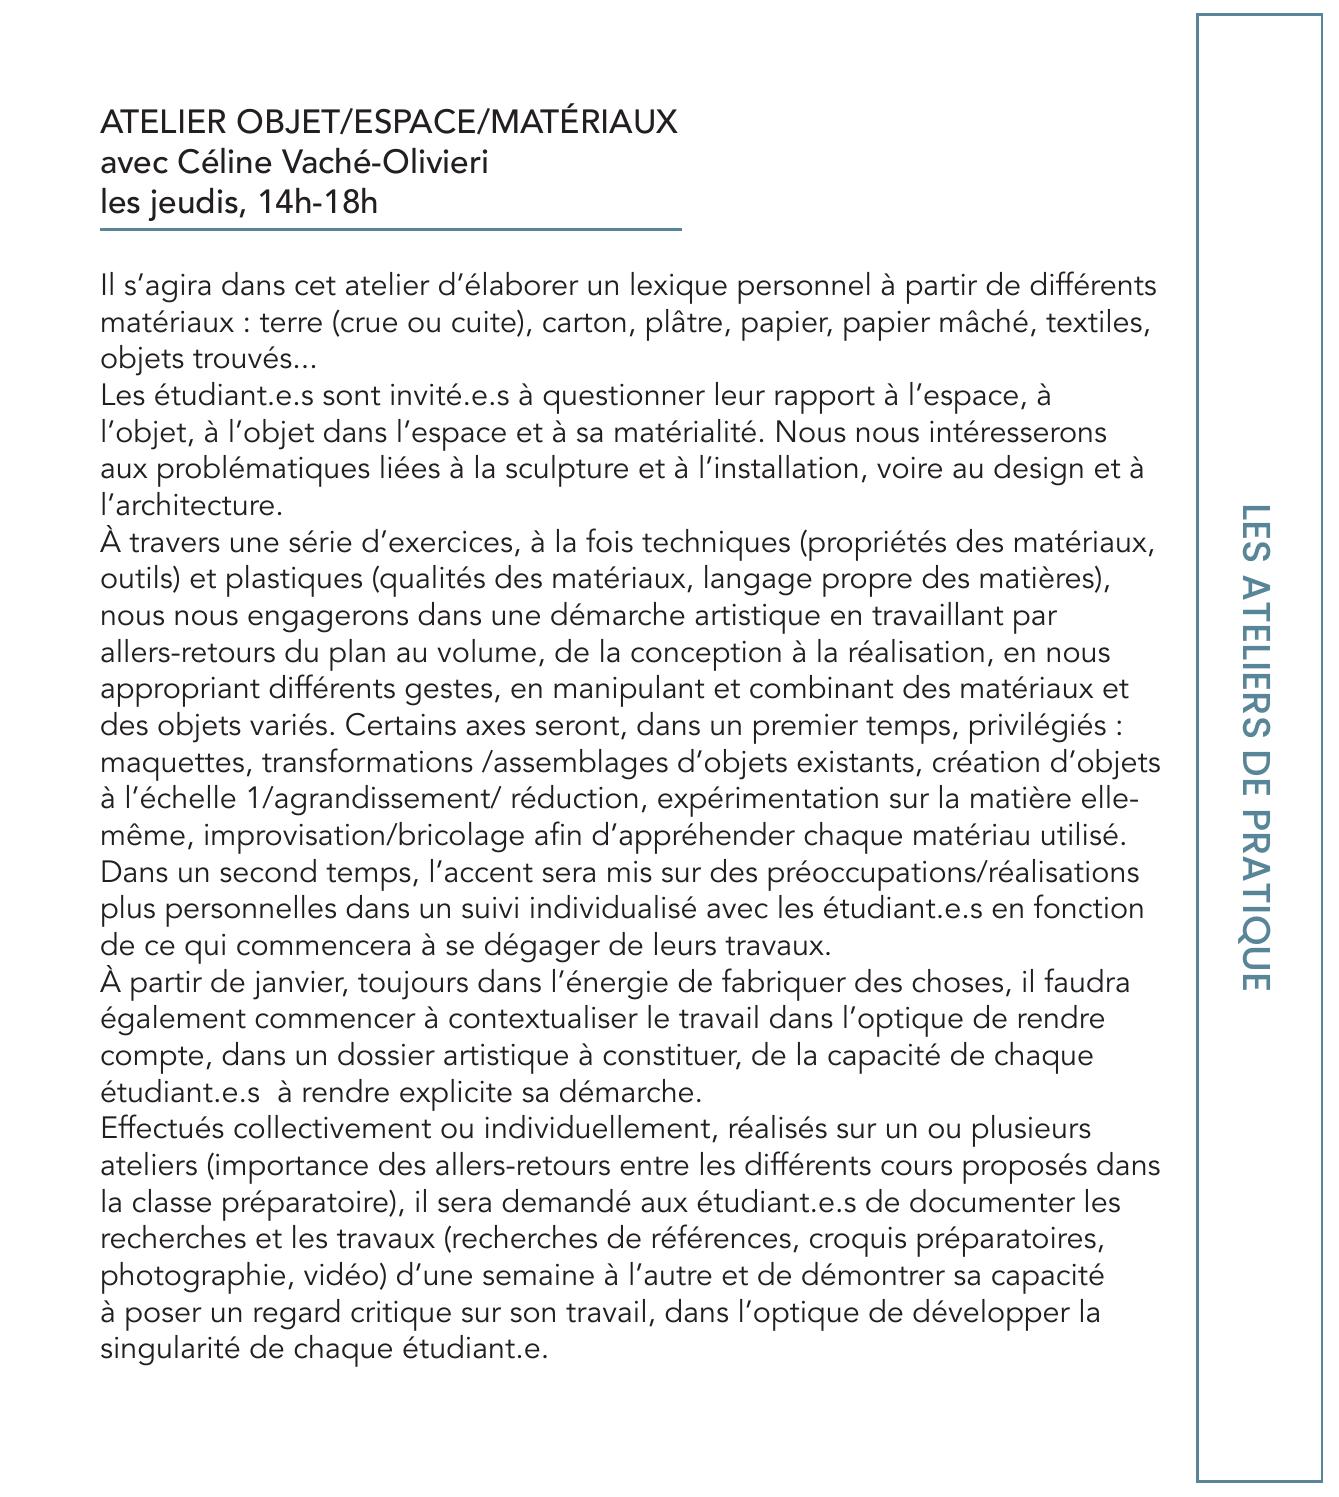 ATELIER OBJET/ESPACE/MATÉRIAUX
avec Céline Vaché-Olivieri
les jeudis, 14h-18h
Il s’agira dans cet atelier d’élaborer un lexique personnel à partir de différents
matériaux : terre (crue ou cuite), carton, plâtre, papier, papier mâché, textiles,
objets trouvés...
Les étudiant.e.s sont invité.e.s à questionner leur rapport à l’espace, à
l’objet, à l’objet dans l’espace et à sa matérialité. Nous nous intéresserons
aux problématiques liées à la sculpture et à l’installation, voire au design et à
l’architecture.
À travers une série d’exercices, à la fois techniques (propriétés des matériaux,
outils) et plastiques (qualités des matériaux, langage propre des matières),
nous nous engagerons dans une démarche artistique en travaillant par
allers-retours du plan au volume, de la conception à la réalisation, en nous
appropriant différents gestes, en manipulant et combinant des matériaux et
des objets variés. Certains axes seront, dans un premier temps, privilégiés :
maquettes, transformations /assemblages d’objets existants, création d’objets
à l’échelle 1/agrandissement/ réduction, expérimentation sur la matière elle-
même, improvisation/bricolage afin d’appréhender chaque matériau utilisé.
Dans un second temps, l’accent sera mis sur des préoccupations/réalisations
plus personnelles dans un suivi individualisé avec les étudiant.e.s en fonction
de ce qui commencera à se dégager de leurs travaux.
À partir de janvier, toujours dans l’énergie de fabriquer des choses, il faudra
également commencer à contextualiser le travail dans l’optique de rendre
compte, dans un dossier artistique à constituer, de la capacité de chaque
étudiant.e.s  à rendre explicite sa démarche.
Effectués collectivement ou individuellement, réalisés sur un ou plusieurs
ateliers (importance des allers-retours entre les différents cours proposés dans
la classe préparatoire), il sera demandé aux étudiant.e.s de documenter les
recherches et les travaux (recherches de références, croquis préparatoires,
photographie, vidéo) d’une semaine à l’autre et de démontrer sa capacité
à poser un regard critique sur son travail, dans l’optique de développer la
singularité de chaque étudiant.e.
LES ATELIERS DE PRATIQUE